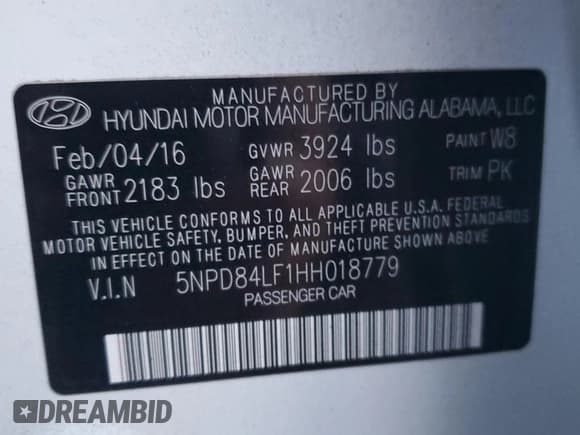 MANUFACTURED BY
HYUNDAI MOTOR MANUFACTURING ALABAMA, LLC
Feb/04/16 GVWR 3924 lbs PAINT W8
GAWR FRONT 2183 lbs GAWR REAR 2006 lbs TRIM PK
THIS VEHICLE CONFORMS TO ALL APPLICABLE U.S.A. FEDERAL
MOTOR VEHICLE SAFETY, BUMPER, AND THEFT PREVENTION STANDARDS
IN EFFECT ON THE DATE OF MANUFACTURE SHOWN ABOVE.
V.I.N 5NPD84LF1HH018779
PASSENGER CAR
DREAMBID